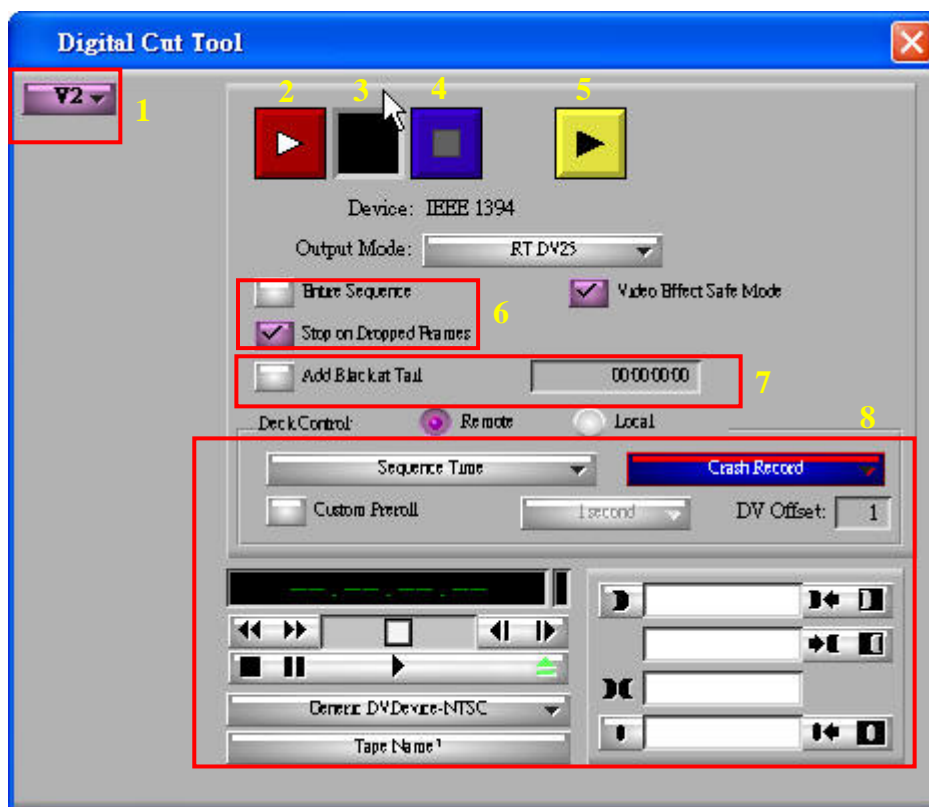 Digital Cut Tool
V2
1
2
3
4
5
Device: IEEE 1394
Output Mode: RT DV25
Entire Sequence
Video Effect Safe Mode
6
Stop on Dropped Frames
Add Black at Tail
00:00:00:00
7
Deck Control:
Remote
Local
8
Sequence Time
Crash Record
Custom Preroll
1 second
DV Offset: 1
Generic DV Device-NTSC
Tape Name?